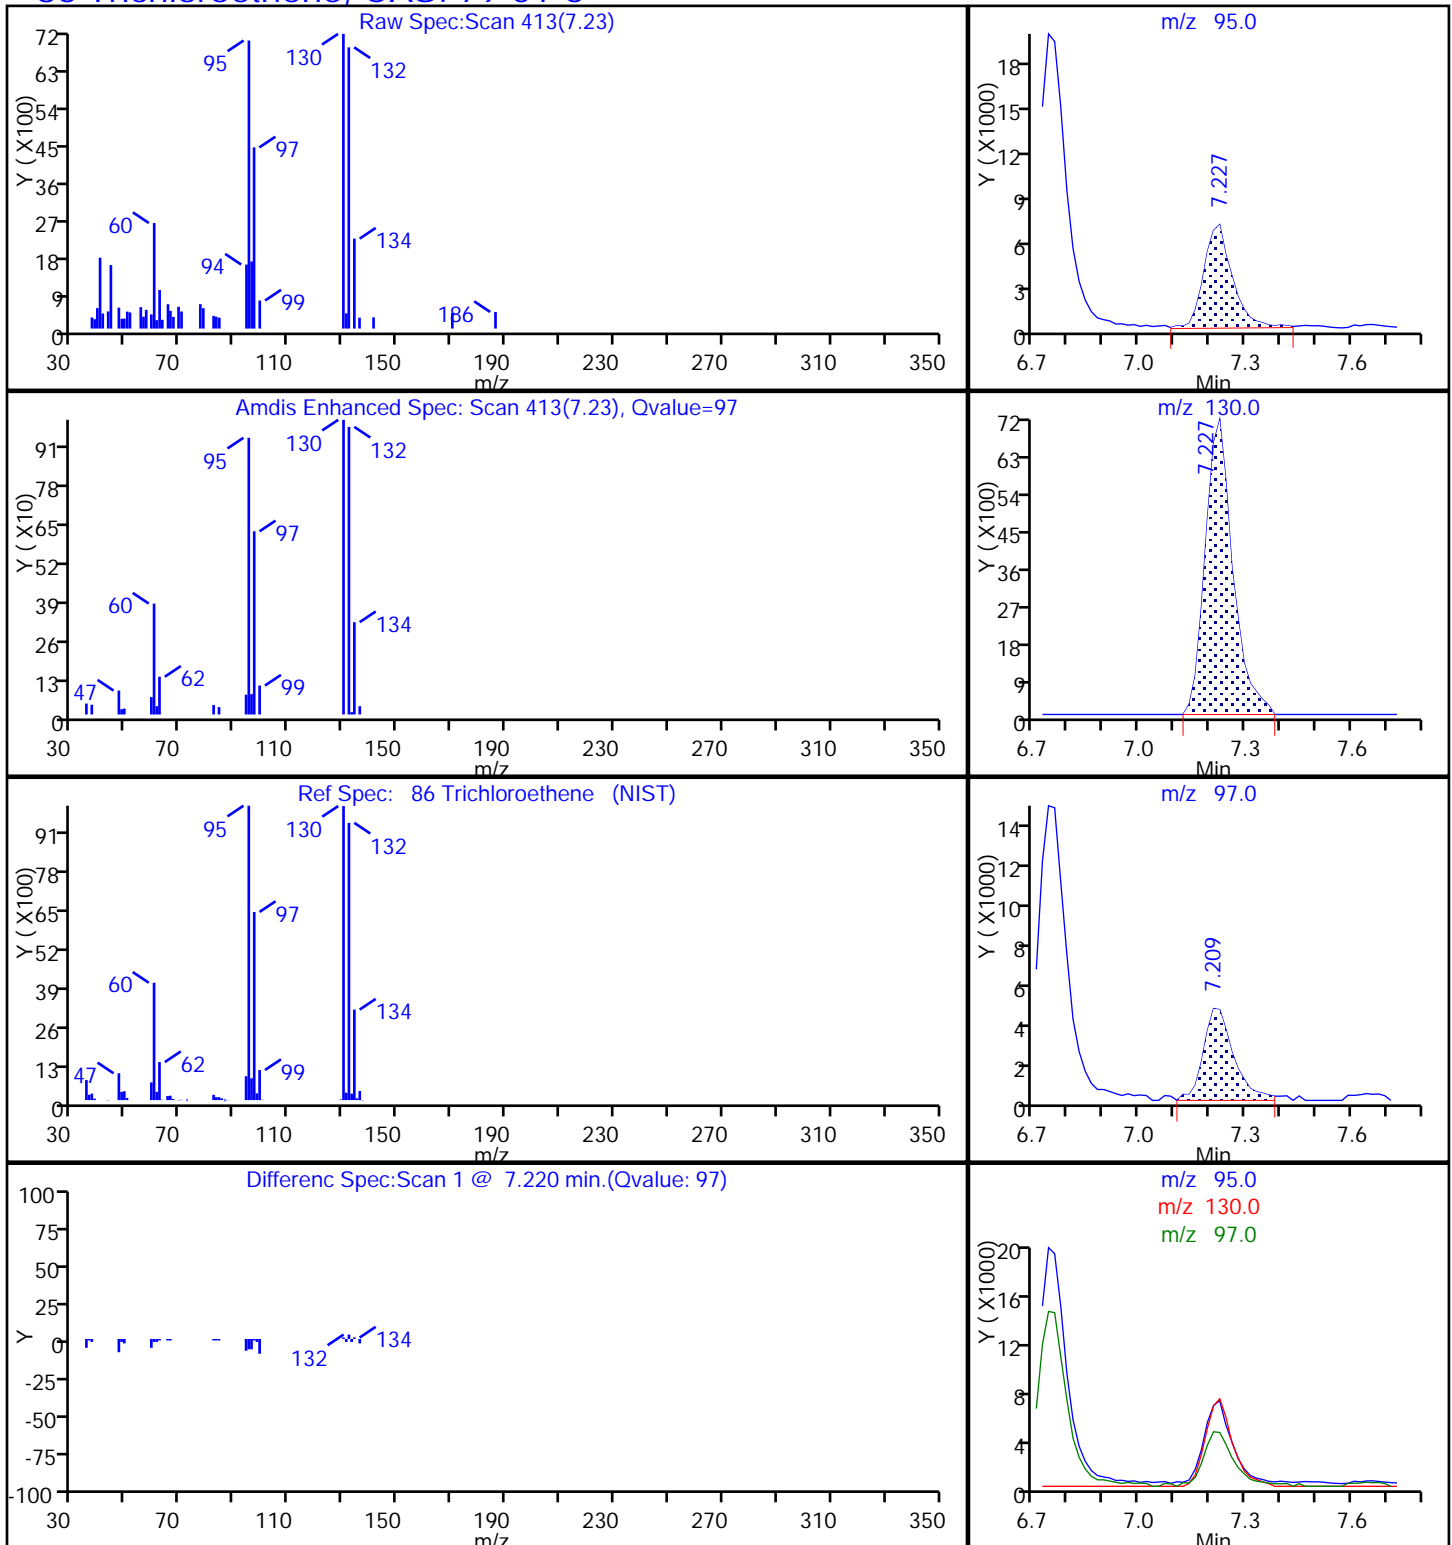 Raw Spec:Scan 413(7.23)
Y ( X100)
72
63
54
45
36
27
18
9
0
95
130
132
97
60
134
94
99
186
30 70 110 150 190 230 270 310 350
m/z
m/z 95.0
Y ( X1000)
18
15
12
9
6
3
0
7.227
6.7 7.0 7.3 7.6
Min
Amdis Enhanced Spec: Scan 413(7.23), Qvalue=97
Y ( X10)
91
78
65
52
39
26
13
0
95
130
132
97
60
134
47
62
99
30 70 110 150 190 230 270 310 350
m/z
m/z 130.0
Y ( X100)
72
63
54
45
36
27
18
9
0
7.227
6.7 7.0 7.3 7.6
Min
Ref Spec: 86 Trichloroethene (NIST)
Y ( X100)
91
78
65
52
39
26
13
0
95
130
132
97
60
134
47
62
99
30 70 110 150 190 230 270 310 350
m/z
m/z 97.0
Y ( X1000)
14
12
10
8
6
4
2
0
7.209
6.7 7.0 7.3 7.6
Min
Differenc Spec:Scan 1 @ 7.220 min.(Qvalue: 97)
Y
100
75
50
25
0
-25
-50
-75
-100
132
134
30 70 110 150 190 230 270 310 350
m/z
m/z 95.0
m/z 130.0
m/z 97.0
Y ( X1000)
20
16
12
8
4
0
6.7 7.0 7.3 7.6
Min